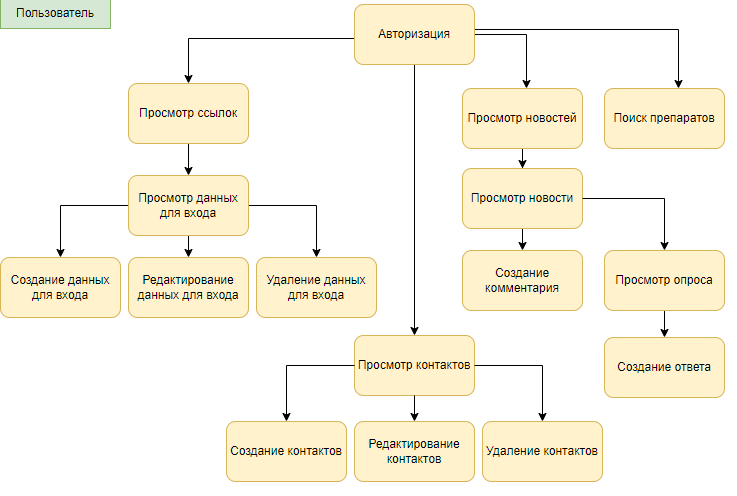 Пользователь
Авторизация
Просмотр ссылок
Просмотр новостей
Поиск препаратов
Просмотр данных
для входа
Просмотр новости
Создание данных
для входа
Редактирование
данных для входа
Удаление данных
для входа
Создание
комментария
Просмотр опроса
Просмотр контактов
Создание ответа
Создание контактов
Редактирование
контактов
Удаление контактов